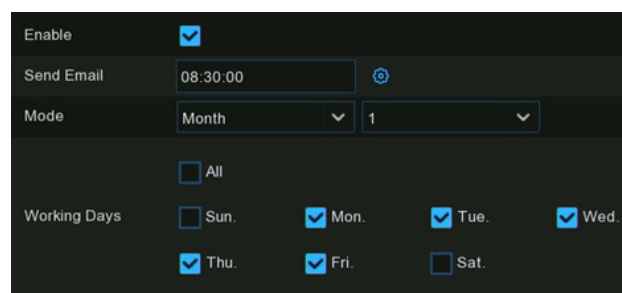 Enable
Send Email 08:30:00
Mode Month 1
All
Working Days Sun. Mon. Tue. Wed.
Thu. Fri. Sat.